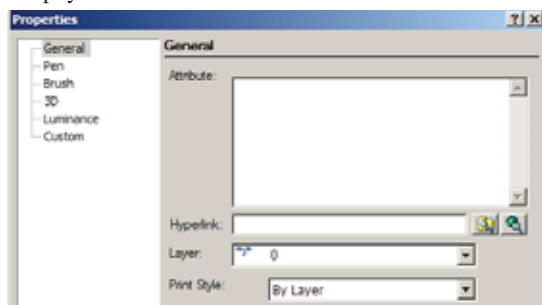 Properties
General
Pen
Brush
3D
Luminance
Custom
General
Attribute:
Hyperlink:
Layer: 0
Print Style: By Layer